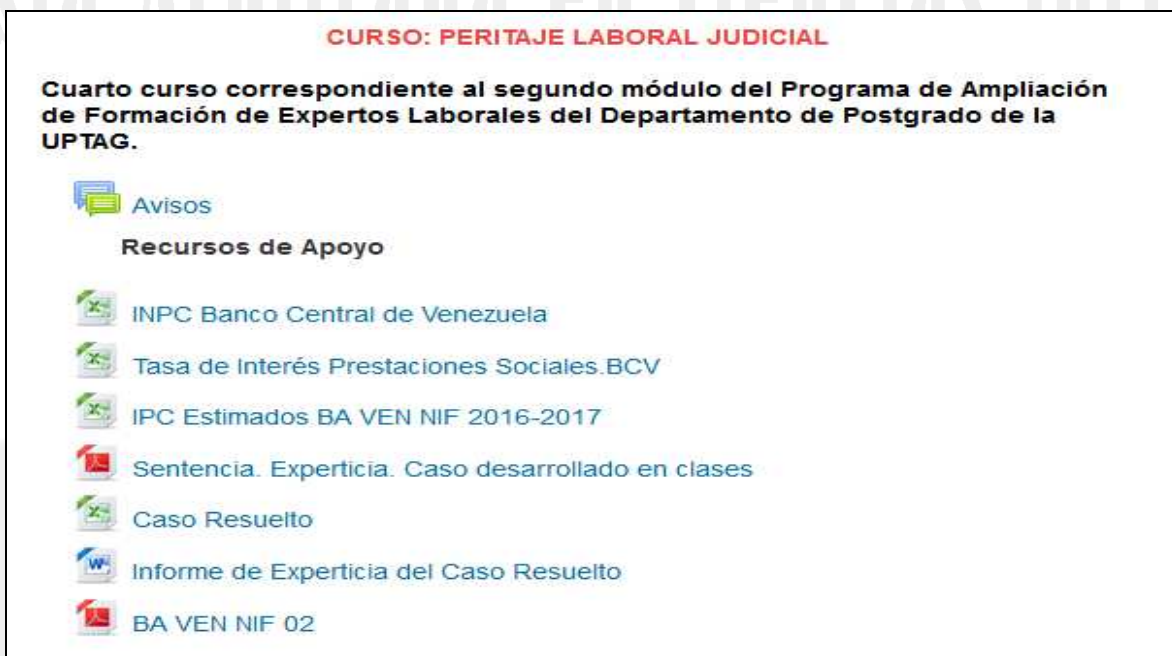 CURSO: PERITAJE LABORAL JUDICIAL
Cuarto curso correspondiente al segundo módulo del Programa de Ampliación
de Formación de Expertos Laborales del Departamento de Postgrado de la
UPTAG.
Avisos
Recursos de Apoyo
INPC Banco Central de Venezuela
Tasa de Interés Prestaciones Sociales.BCV
IPC Estimados BA VEN NIF 2016-2017
Sentencia. Experticia. Caso desarrollado en clases
Caso Resuelto
Informe de Experticia del Caso Resuelto
BA VEN NIF 02